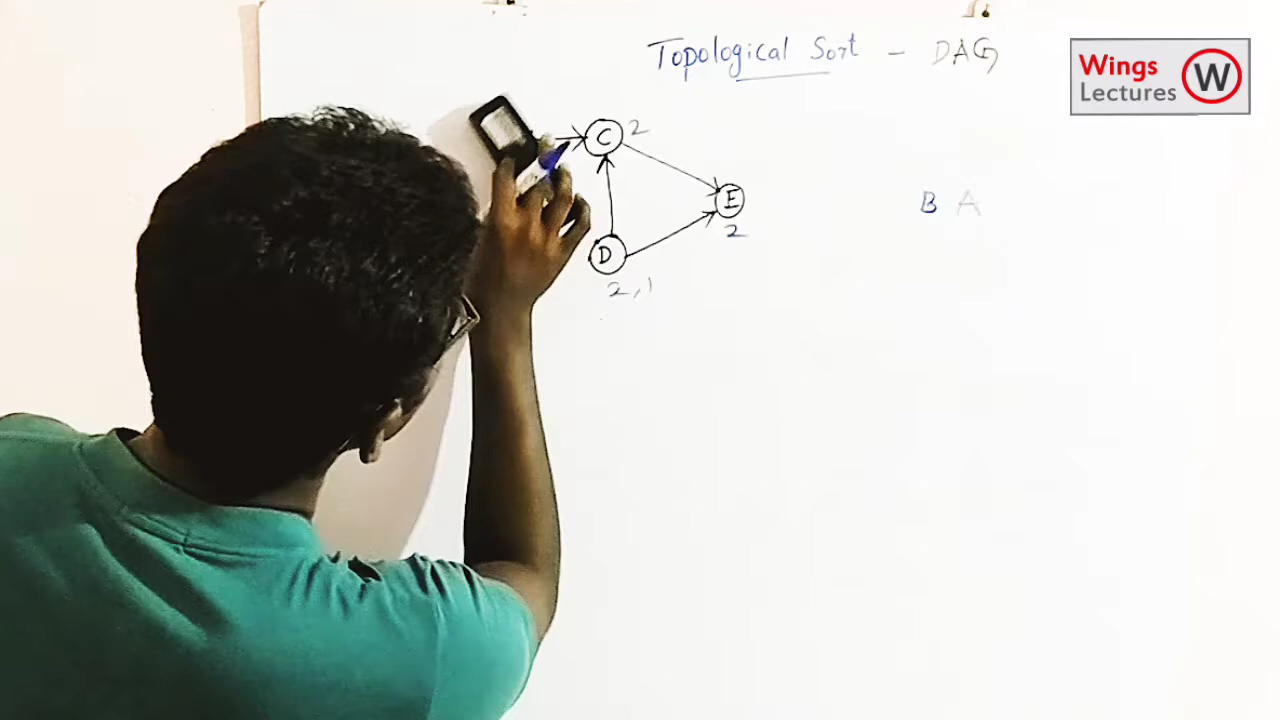 Topological Sort - DAG
Wings
Lectures
W
C 2
E
2
B A
D
2,1